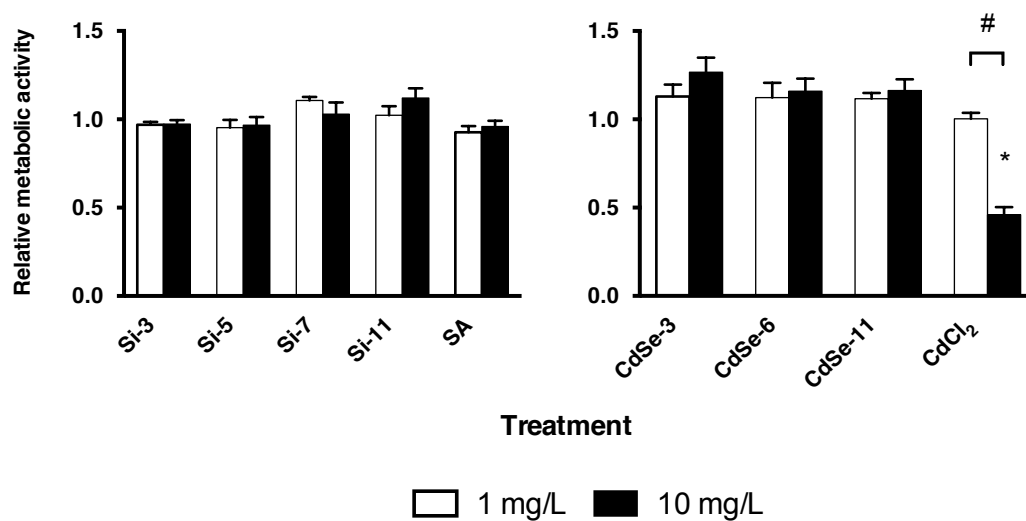 Relative metabolic activity
1.5
1.0
0.5
0.0
Si-3
Si-5
Si-7
Si-11
SA
1.5
1.0
0.5
0.0
#
*
CdSe-3
CdSe-6
CdSe-11
CdCl₂
Treatment
1 mg/L
10 mg/L